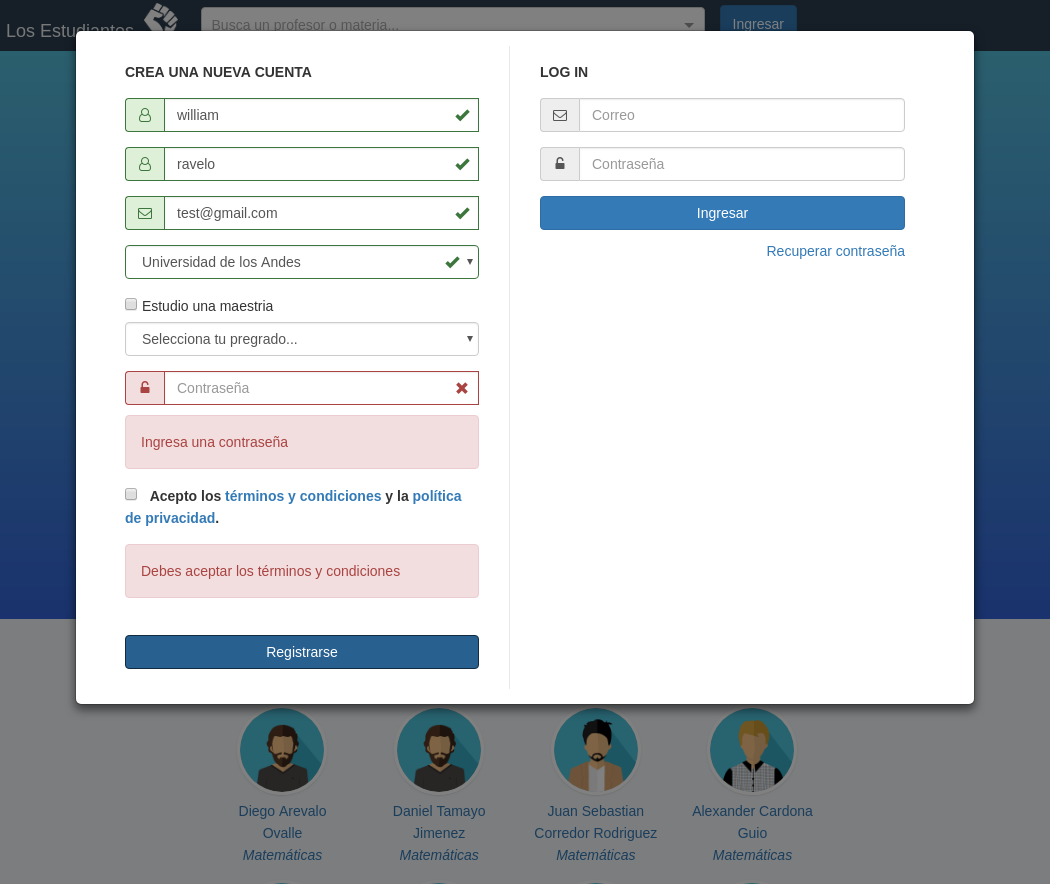 Los Estudiantes
Busca un profesor o materia...
Ingresar
CREA UNA NUEVA CUENTA
william
ravelo
test@gmail.com
Universidad de los Andes
Estudio una maestria
Selecciona tu pregrado...
Contraseña
Ingresa una contraseña
Acepto los términos y condiciones y la política
de privacidad.
Debes aceptar los términos y condiciones
Registrarse
LOG IN
Correo
Contraseña
Ingresar
Recuperar contraseña
Diego Arevalo
Ovalle
Matemáticas
Daniel Tamayo
Jimenez
Matemáticas
Juan Sebastian
Corredor Rodriguez
Matemáticas
Alexander Cardona
Guio
Matemáticas